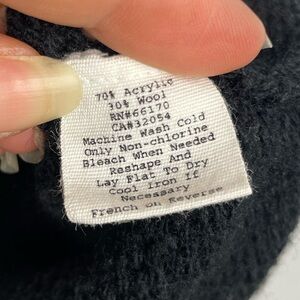 70% Acrylic
30% Wool
RN#66170
CA#32054
Machine Wash Cold
Only Non-chlorine
Bleach When Needed
Reshape And
Lay Flat To Dry
Cool Iron If
Necessary
French on Reverse